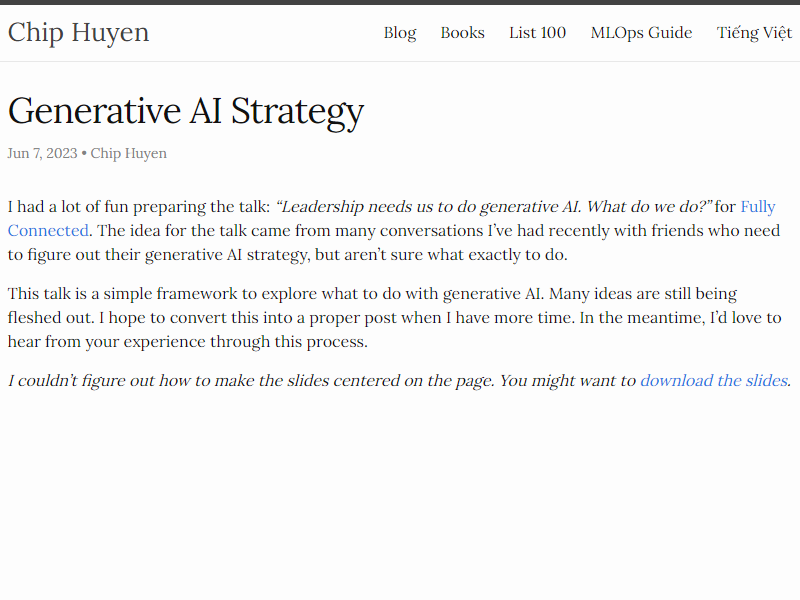 Chip Huyen
Blog Books List 100 MLOps Guide Tiếng Việt
Generative AI Strategy
Jun 7, 2023 • Chip Huyen
I had a lot of fun preparing the talk: “Leadership needs us to do generative AI. What do we do?” for Fully
Connected. The idea for the talk came from many conversations I’ve had recently with friends who need
to figure out their generative AI strategy, but aren’t sure what exactly to do.
This talk is a simple framework to explore what to do with generative AI. Many ideas are still being
fleshed out. I hope to convert this into a proper post when I have more time. In the meantime, I’d love to
hear from your experience through this process.
I couldn’t figure out how to make the slides centered on the page. You might want to download the slides.